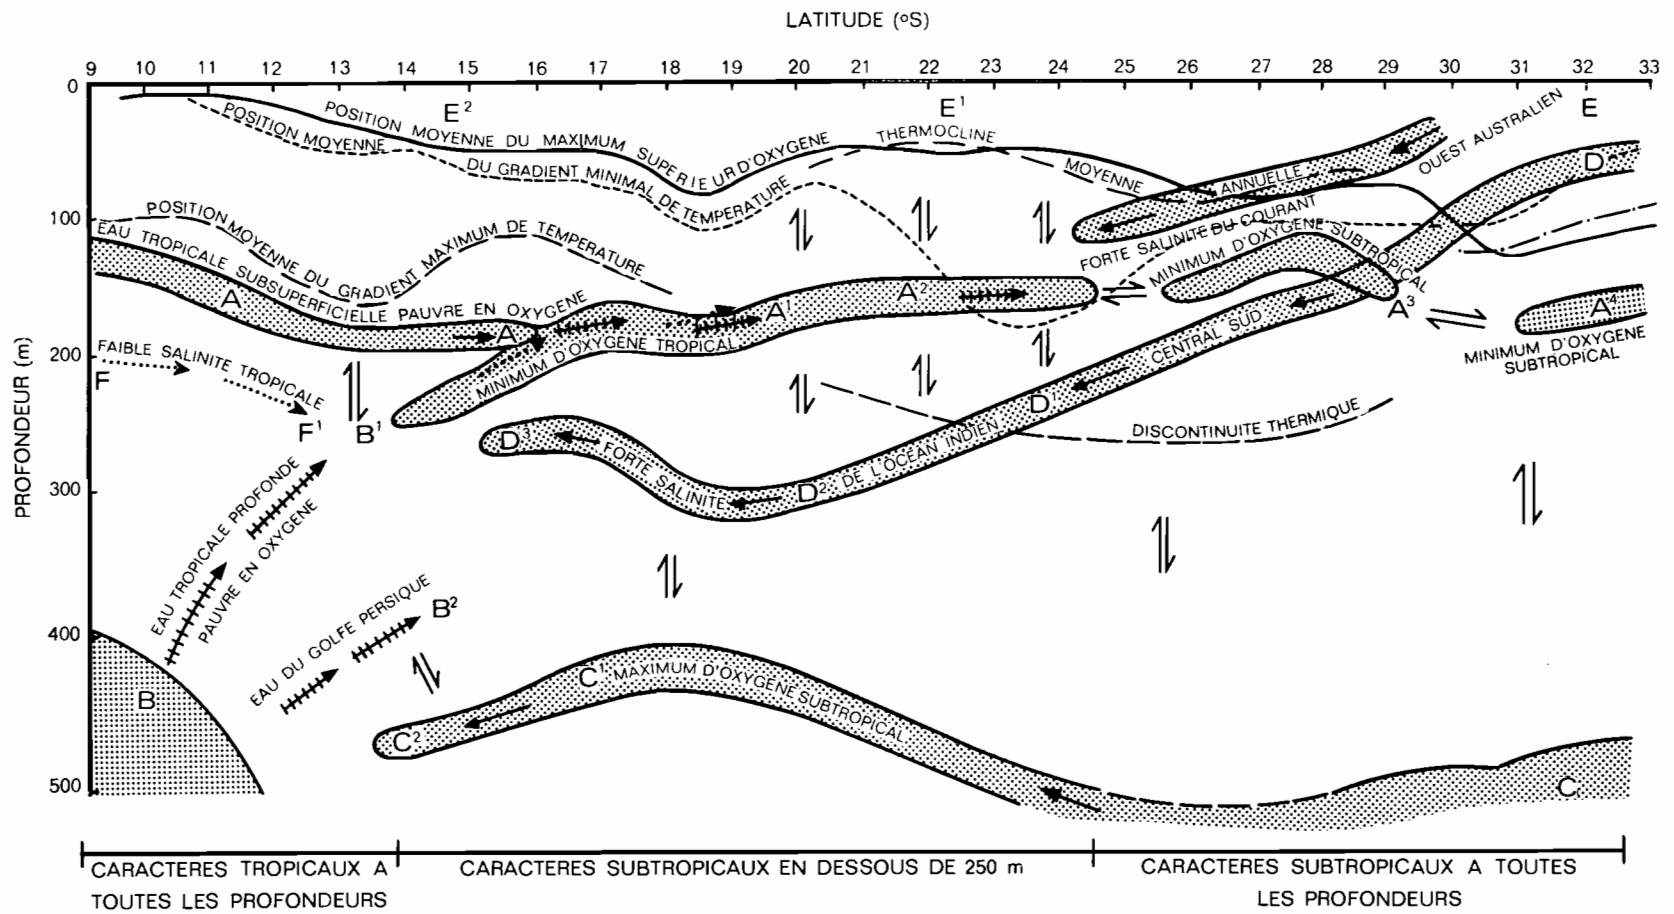 LATITUDE (°S)
9 10 11 12 13 14 15 16 17 18 19 20 21 22 23 24 25 26 27 28 29 30 31 32 33
PROFONDEUR (m)
0
100
200
300
400
500
E²
E¹
E
POSITION MOYENNE DU MAXIMUM SUPERIEUR D'OXYGENE
THERMOCLINE MOYENNE ANNUELLE
POSITION MOYENNE DU GRADIENT MINIMAL DE TEMPERATURE
FORTE SALINITE DU COURANT OUEST AUSTRALIEN
D
POSITION MOYENNE DU GRADIENT MAXIMUM DE TEMPERATURE
EAU TROPICALE SUBSUPERFICIELLE PAUVRE EN OXYGENE
A
A
A¹
A²
MINIMUM D'OXYGENE SUBTROPICAL
A³
A⁴
MINIMUM D'OXYGENE
SUBTROPICAL
MINIMUM D'OXYGENE TROPICAL
FAIBLE SALINITE TROPICALE
F
F¹
B¹
D³
FORTE SALINITE
D²
DE L'OCEAN INDIEN
D¹
CENTRAL SUD
DISCONTINUITE THERMIQUE
EAU TROPICALE PROFONDE
PAUVRE EN OXYGENE
EAU DU GOLFE PERSIQUE
B²
B
C²
C¹
MAXIMUM D'OXYGENE SUBTROPICAL
C
CARACTERES TROPICAUX A
TOUTES LES PROFONDEURS
CARACTERES SUBTROPICAUX EN DESSOUS DE 250 m
CARACTERES SUBTROPICAUX A TOUTES
LES PROFONDEURS